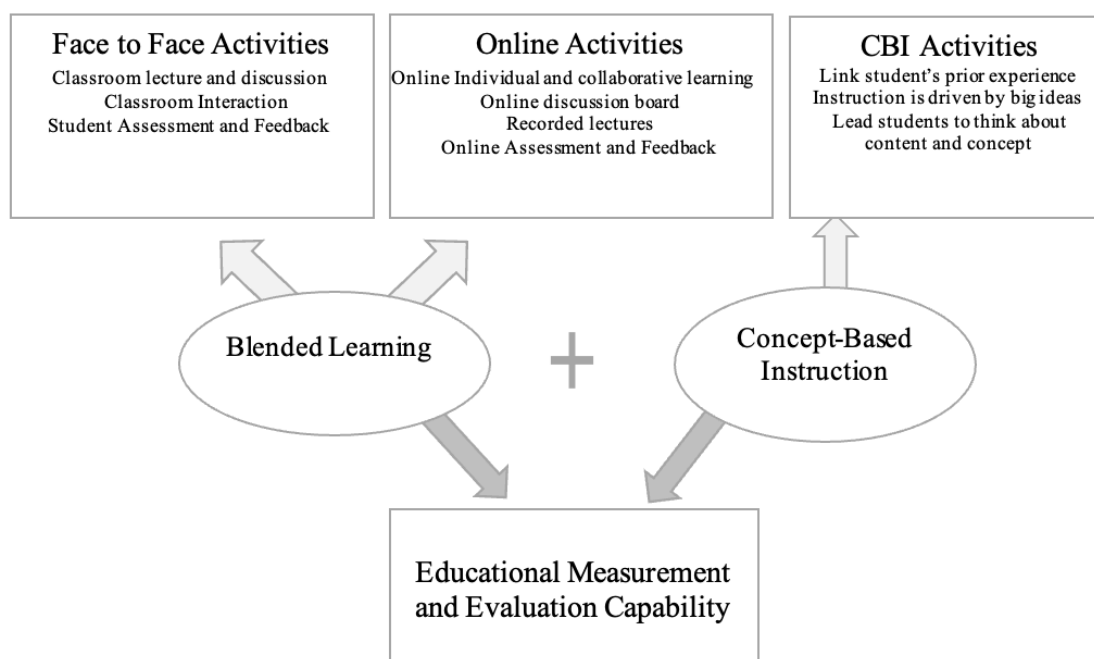 Face to Face Activities
Classroom lecture and discussion
Classroom Interaction
Student Assessment and Feedback
Online Activities
Online Individual and collaborative learning
Online discussion board
Recorded lectures
Online Assessment and Feedback
CBI Activities
Link student's prior experience
Instruction is driven by big ideas
Lead students to think about
content and concept
Blended Learning
+
Concept-Based
Instruction
Educational Measurement
and Evaluation Capability